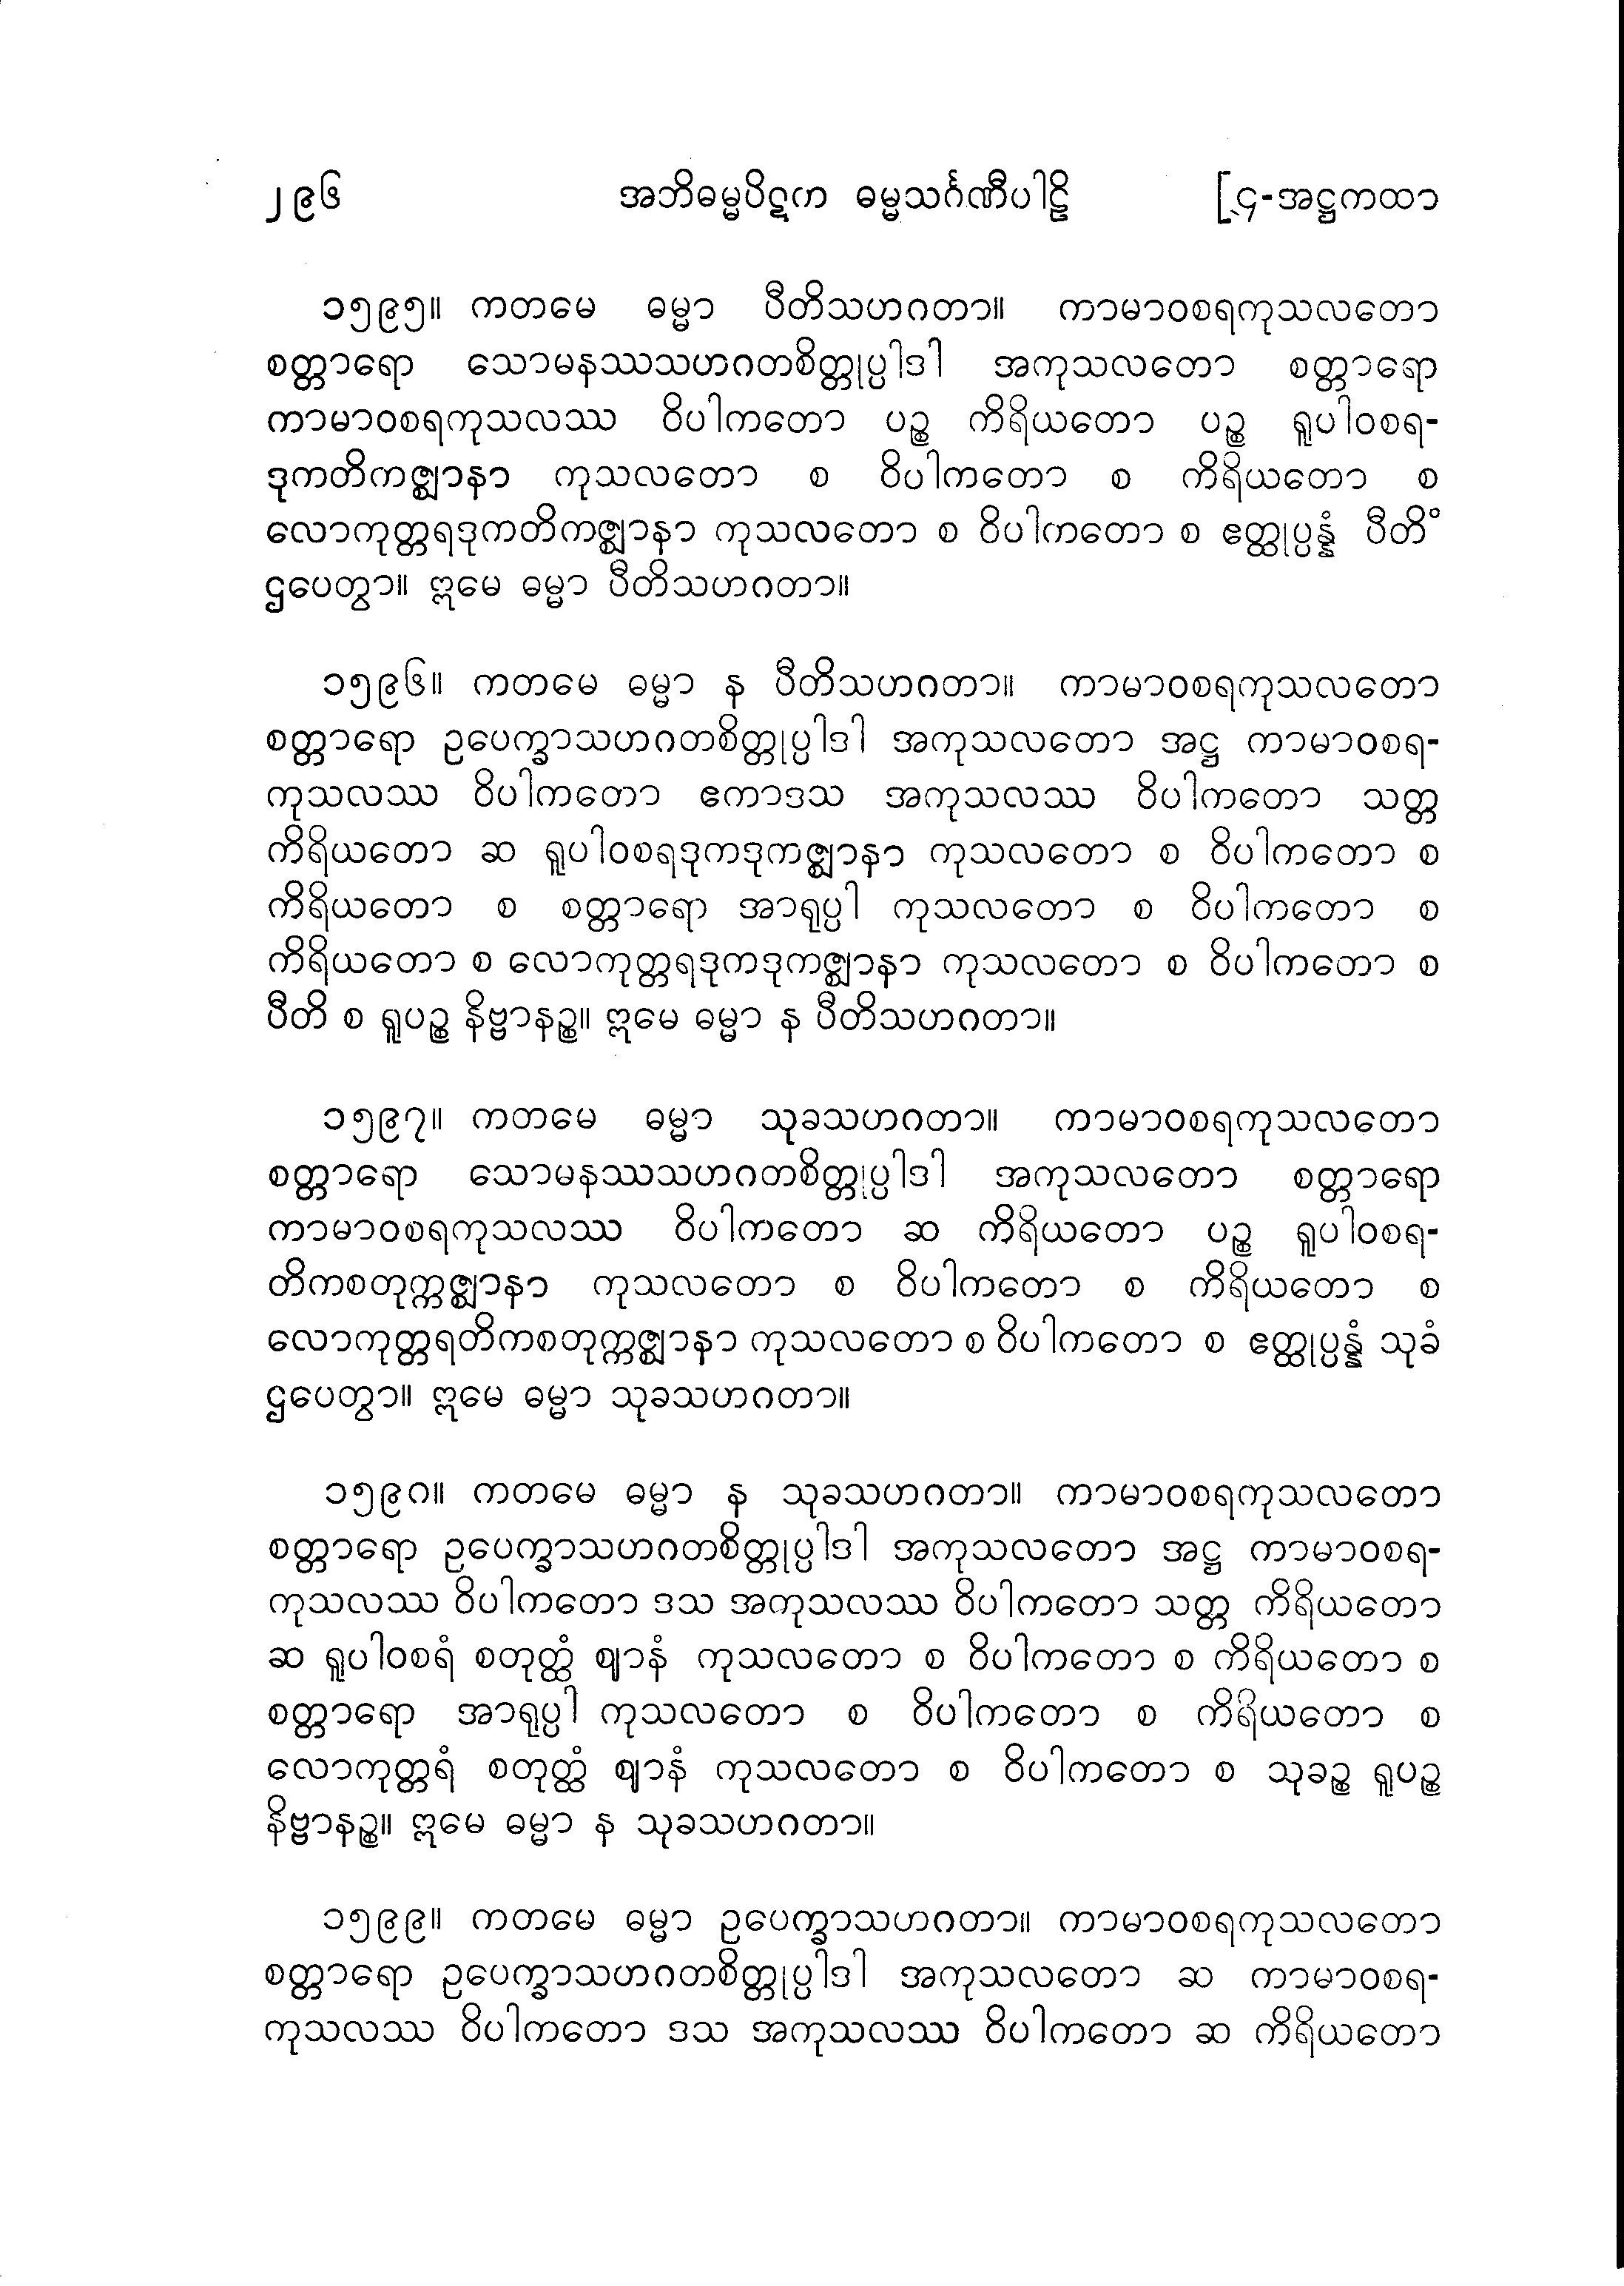 ၂၉၆ အဘိဓမ္မပိဋက ဓမ္မသင်္ဂဏီပါဠိ [၄-အဋ္ဌကထာ
၁၅၉၅။ ကတမေ ဓမ္မာ ပီတိသဟဂတာ။ ကာမာဝစရကုသလတော
စတ္တာရော သောမနဿသဟဂတစိတ္တုပ္ပါဒါ အကုသလတော စတ္တာရော
ကာမာဝစရကုသလဿ ဝိပါကတော ပဉ္စ ကိရိယတော ပဉ္စ ရူပါဝစရ-
ဒုကတိကဇ္ဈာနာ ကုသလတော စ ဝိပါကတော စ ကိရိယတော စ
လောကုတ္တရဒုကတိကဇ္ဈာနာ ကုသလတော စ ဝိပါကတော စ ဧတ္ထုပ္ပန္နံ ပီတိံ
ဌပေတွာ။ ဣမေ ဓမ္မာ ပီတိသဟဂတာ။
၁၅၉၆။ ကတမေ ဓမ္မာ န ပီတိသဟဂတာ။ ကာမာဝစရကုသလတော
စတ္တာရော ဥပေက္ခာသဟဂတစိတ္တုပ္ပါဒါ အကုသလတော အဋ္ဌ ကာမာဝစရ-
ကုသလဿ ဝိပါကတော ဧကာဒသ အကုသလဿ ဝိပါကတော သတ္တ
ကိရိယတော ဆ ရူပါဝစရဒုကဒုကဇ္ဈာနာ ကုသလတော စ ဝိပါကတော စ
ကိရိယတော စ စတ္တာရော အာရုပ္ပါ ကုသလတော စ ဝိပါကတော စ
ကိရိယတော စ လောကုတ္တရဒုကဒုကဇ္ဈာနာ ကုသလတော စ ဝိပါကတော စ
ပီတိ စ ရူပဉ္စ နိဗ္ဗာနဉ္စ။ ဣမေ ဓမ္မာ န ပီတိသဟဂတာ။
၁၅၉၇။ ကတမေ ဓမ္မာ သုခသဟဂတာ။ ကာမာဝစရကုသလတော
စတ္တာရော သောမနဿသဟဂတစိတ္တုပ္ပါဒါ အကုသလတော စတ္တာရော
ကာမာဝစရကုသလဿ ဝိပါကတော ဆ ကိရိယတော ပဉ္စ ရူပါဝစရ-
တိကစတုက္ကဇ္ဈာနာ ကုသလတော စ ဝိပါကတော စ ကိရိယတော စ
လောကုတ္တရတိကစတုက္ကဇ္ဈာနာ ကုသလတော စ ဝိပါကတော စ ဧတ္ထုပ္ပန္နံ သုခံ
ဌပေတွာ။ ဣမေ ဓမ္မာ သုခသဟဂတာ။
၁၅၉၈။ ကတမေ ဓမ္မာ န သုခသဟဂတာ။ ကာမာဝစရကုသလတော
စတ္တာရော ဥပေက္ခာသဟဂတစိတ္တုပ္ပါဒါ အကုသလတော အဋ္ဌ ကာမာဝစရ-
ကုသလဿ ဝိပါကတော ဒသ အကုသလဿ ဝိပါကတော သတ္တ ကိရိယတော
ဆ ရူပါဝစရံ စတုတ္ထံ ဈာနံ ကုသလတော စ ဝိပါကတော စ ကိရိယတော စ
စတ္တာရော အာရုပ္ပါ ကုသလတော စ ဝိပါကတော စ ကိရိယတော စ
လောကုတ္တရံ စတုတ္ထံ ဈာနံ ကုသလတော စ ဝိပါကတော စ သုခဉ္စ ရူပဉ္စ
နိဗ္ဗာနဉ္စ။ ဣမေ ဓမ္မာ န သုခသဟဂတာ။
၁၅၉၉။ ကတမေ ဓမ္မာ ဥပေက္ခာသဟဂတာ။ ကာမာဝစရကုသလတော
စတ္တာရော ဥပေက္ခာသဟဂတစိတ္တုပ္ပါဒါ အကုသလတော ဆ ကာမာဝစရ-
ကုသလဿ ဝိပါကတော ဒသ အကုသလဿ ဝိပါကတော ဆ ကိရိယတော